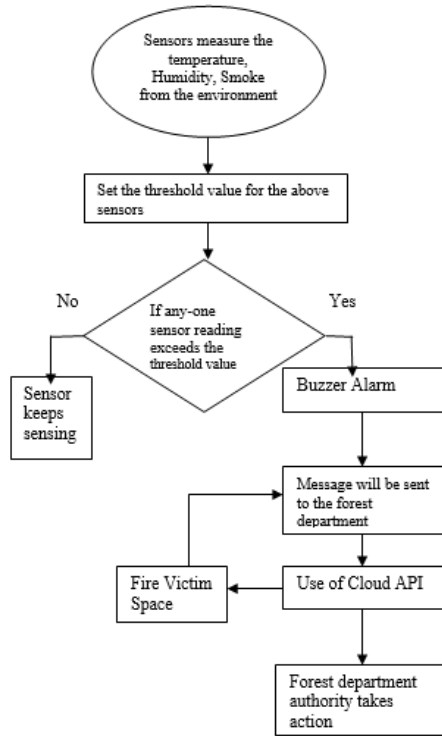 Sensors measure the
temperature,
Humidity, Smoke
from the environment
Set the threshold value for the above
sensors
No
Yes
If any-one
sensor reading
exceeds the
threshold value
Sensor
keeps
sensing
Buzzer Alarm
Message will be sent
to the forest
department
Fire Victim
Space
Use of Cloud API
Forest department
authority takes
action